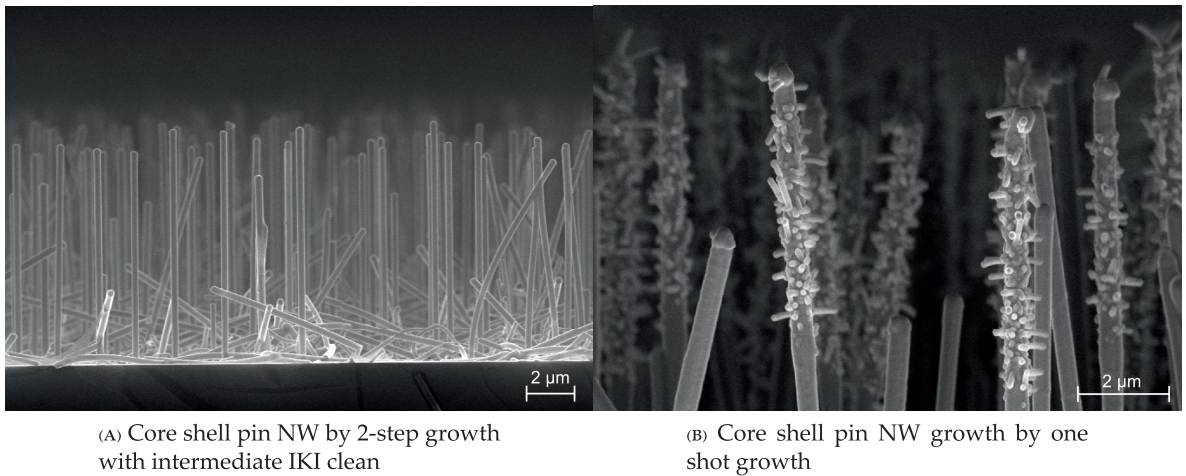 2 µm
2 µm
(A) Core shell pin NW by 2-step growth
with intermediate IKI clean
(B) Core shell pin NW growth by one
shot growth